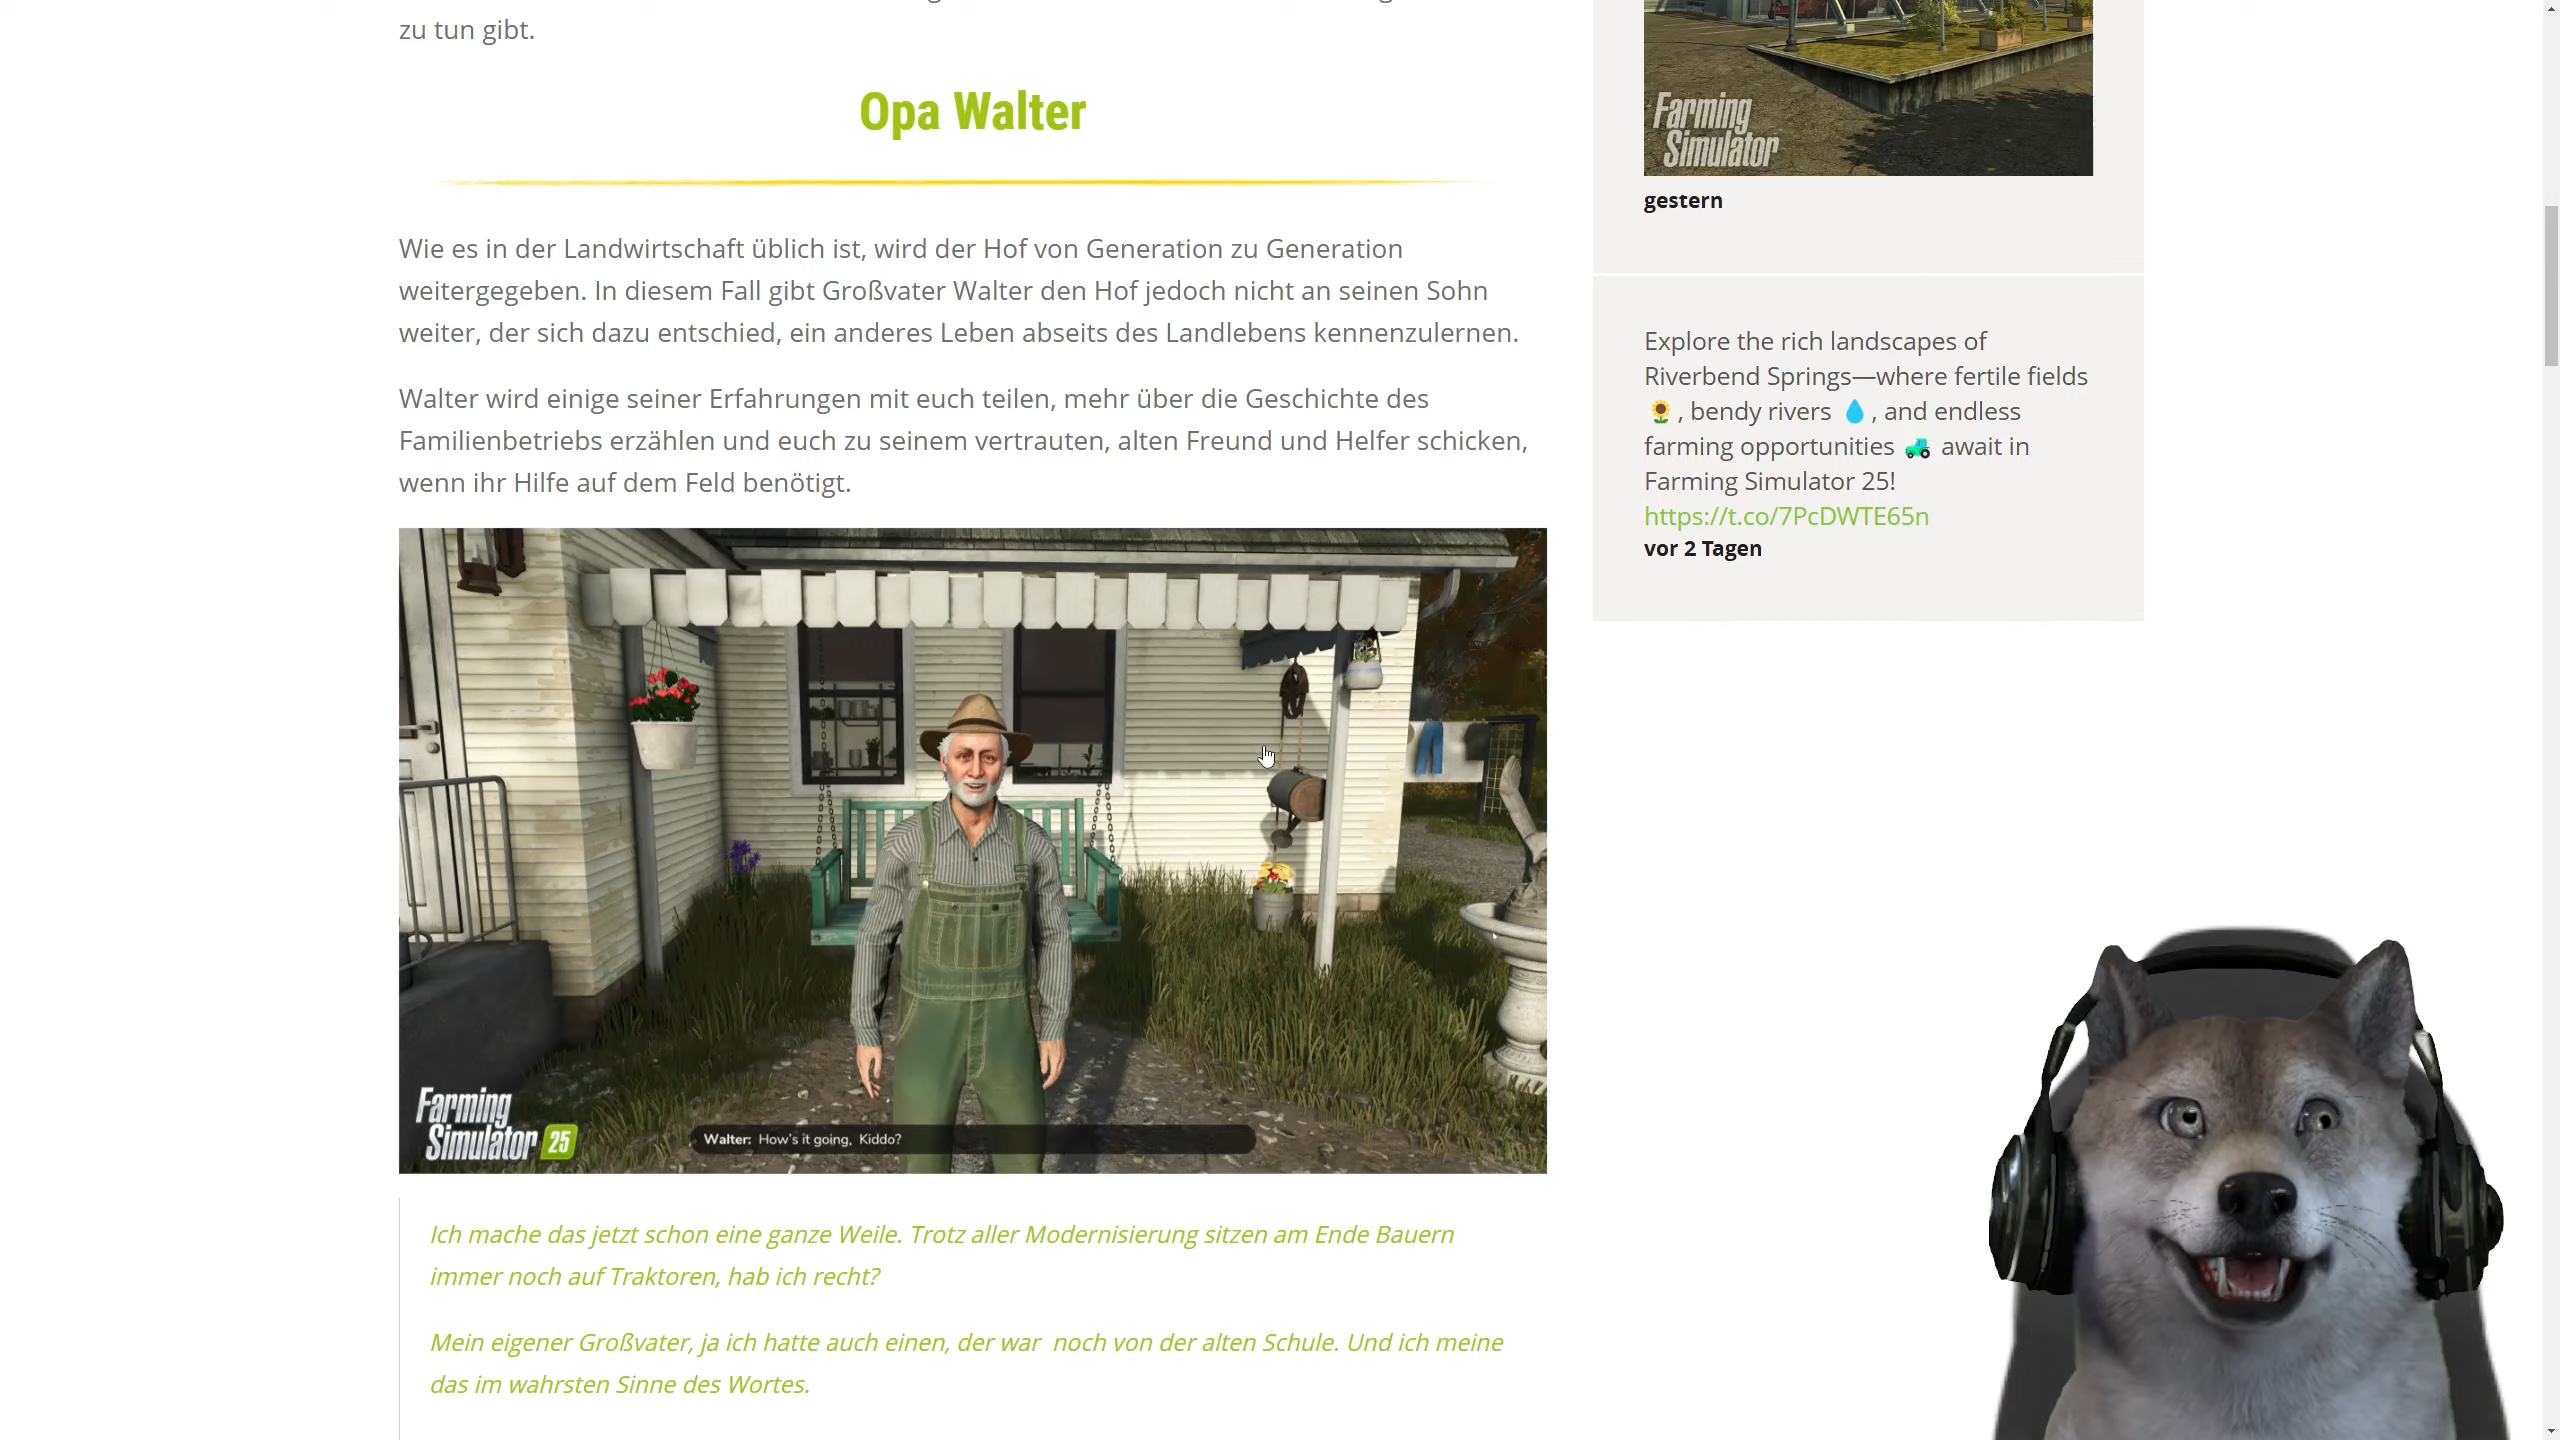 zu tun gibt.
Opa Walter
Wie es in der Landwirtschaft üblich ist, wird der Hof von Generation zu Generation
weitergegeben. In diesem Fall gibt Großvater Walter den Hof jedoch nicht an seinen Sohn
weiter, der sich dazu entschied, ein anderes Leben abseits des Landlebens kennenzulernen.
Walter wird einige seiner Erfahrungen mit euch teilen, mehr über die Geschichte des
Familienbetriebs erzählen und euch zu seinem vertrauten, alten Freund und Helfer schicken,
wenn ihr Hilfe auf dem Feld benötigt.
Farming
Simulator 25
Walter: How's it going, Kiddo?
Ich mache das jetzt schon eine ganze Weile. Trotz aller Modernisierung sitzen am Ende Bauern
immer noch auf Traktoren, hab ich recht?
Mein eigener Großvater, ja ich hatte auch einen, der war  noch von der alten Schule. Und ich meine
das im wahrsten Sinne des Wortes.
Farming
Simulator
gestern
Explore the rich landscapes of
Riverbend Springs—where fertile fields
🌻, bendy rivers 💧, and endless
farming opportunities 🚜 await in
Farming Simulator 25!
https://t.co/7PcDWTE65n
vor 2 Tagen